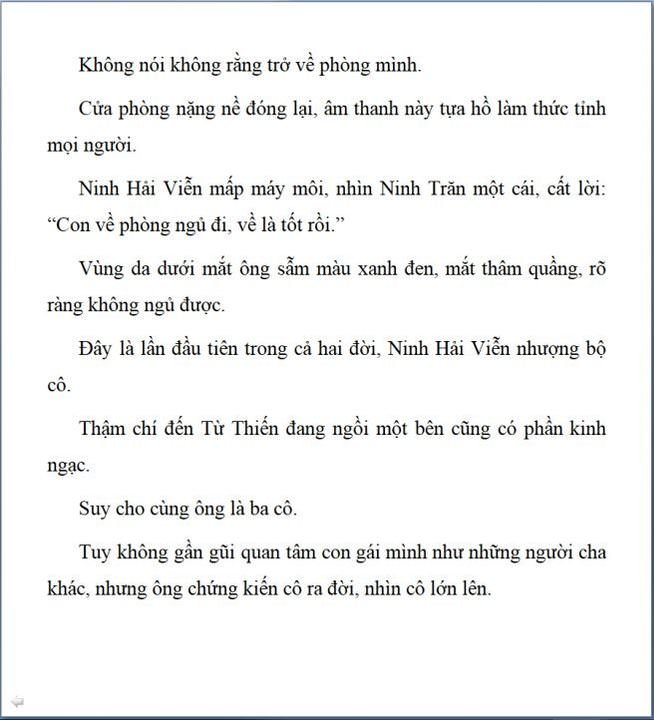 Không nói không rằng trở về phòng mình.
Cửa phòng nặng nề đóng lại, âm thanh này tựa hồ làm thức tỉnh
mọi người.
Ninh Hải Viễn mấp máy môi, nhìn Ninh Trăn một cái, cất lời:
“Con về phòng ngủ đi, về là tốt rồi.”
Vùng da dưới mắt ông sẫm màu xanh đen, mắt thâm quầng, rõ
ràng không ngủ được.
Đây là lần đầu tiên trong cả hai đời, Ninh Hải Viễn nhượng bộ
cô.
Thậm chí đến Từ Thiến đang ngồi một bên cũng có phần kinh
ngạc.
Suy cho cùng ông là ba cô.
Tuy không gần gũi quan tâm con gái mình như những người cha
khác, nhưng ông chứng kiến cô ra đời, nhìn cô lớn lên.